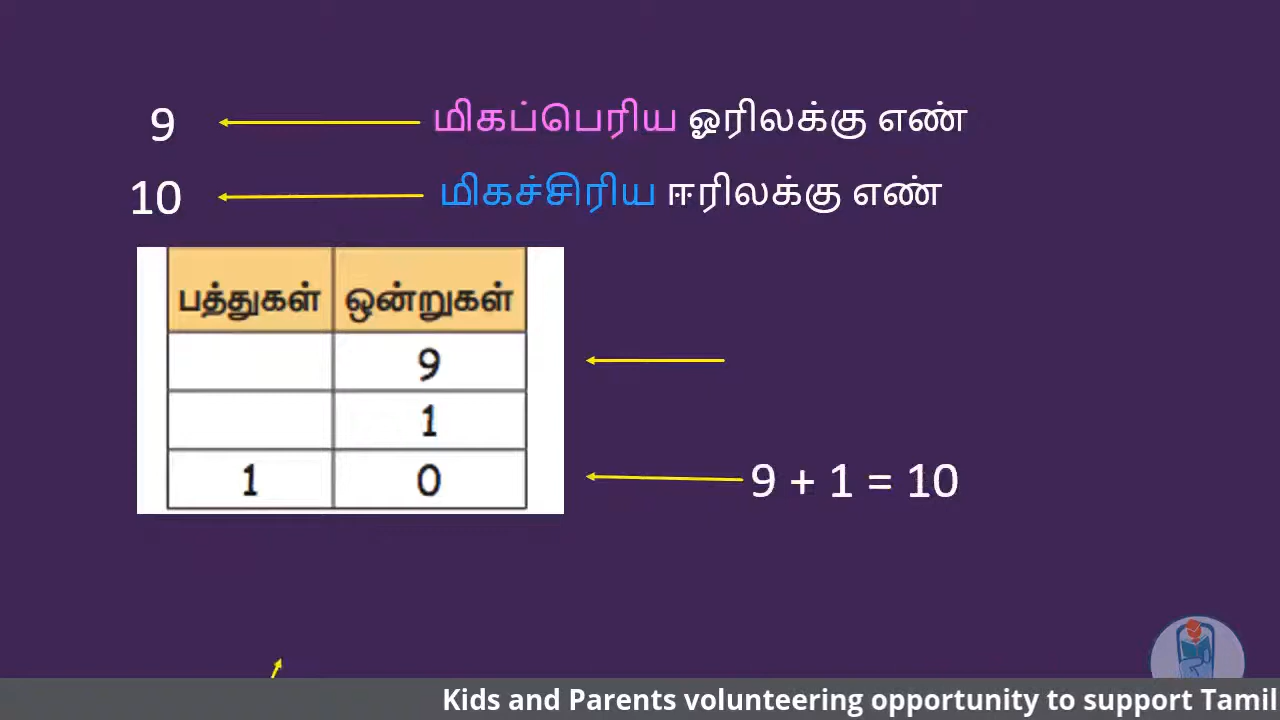 9 மிகப்பெரிய ஓரிலக்கு எண்
10 மிகச்சிரிய ஈரிலக்கு எண்
பத்துகள் ஒன்றுகள்
9
1
1 0 9 + 1 = 10
Kids and Parents volunteering opportunity to support Tamil